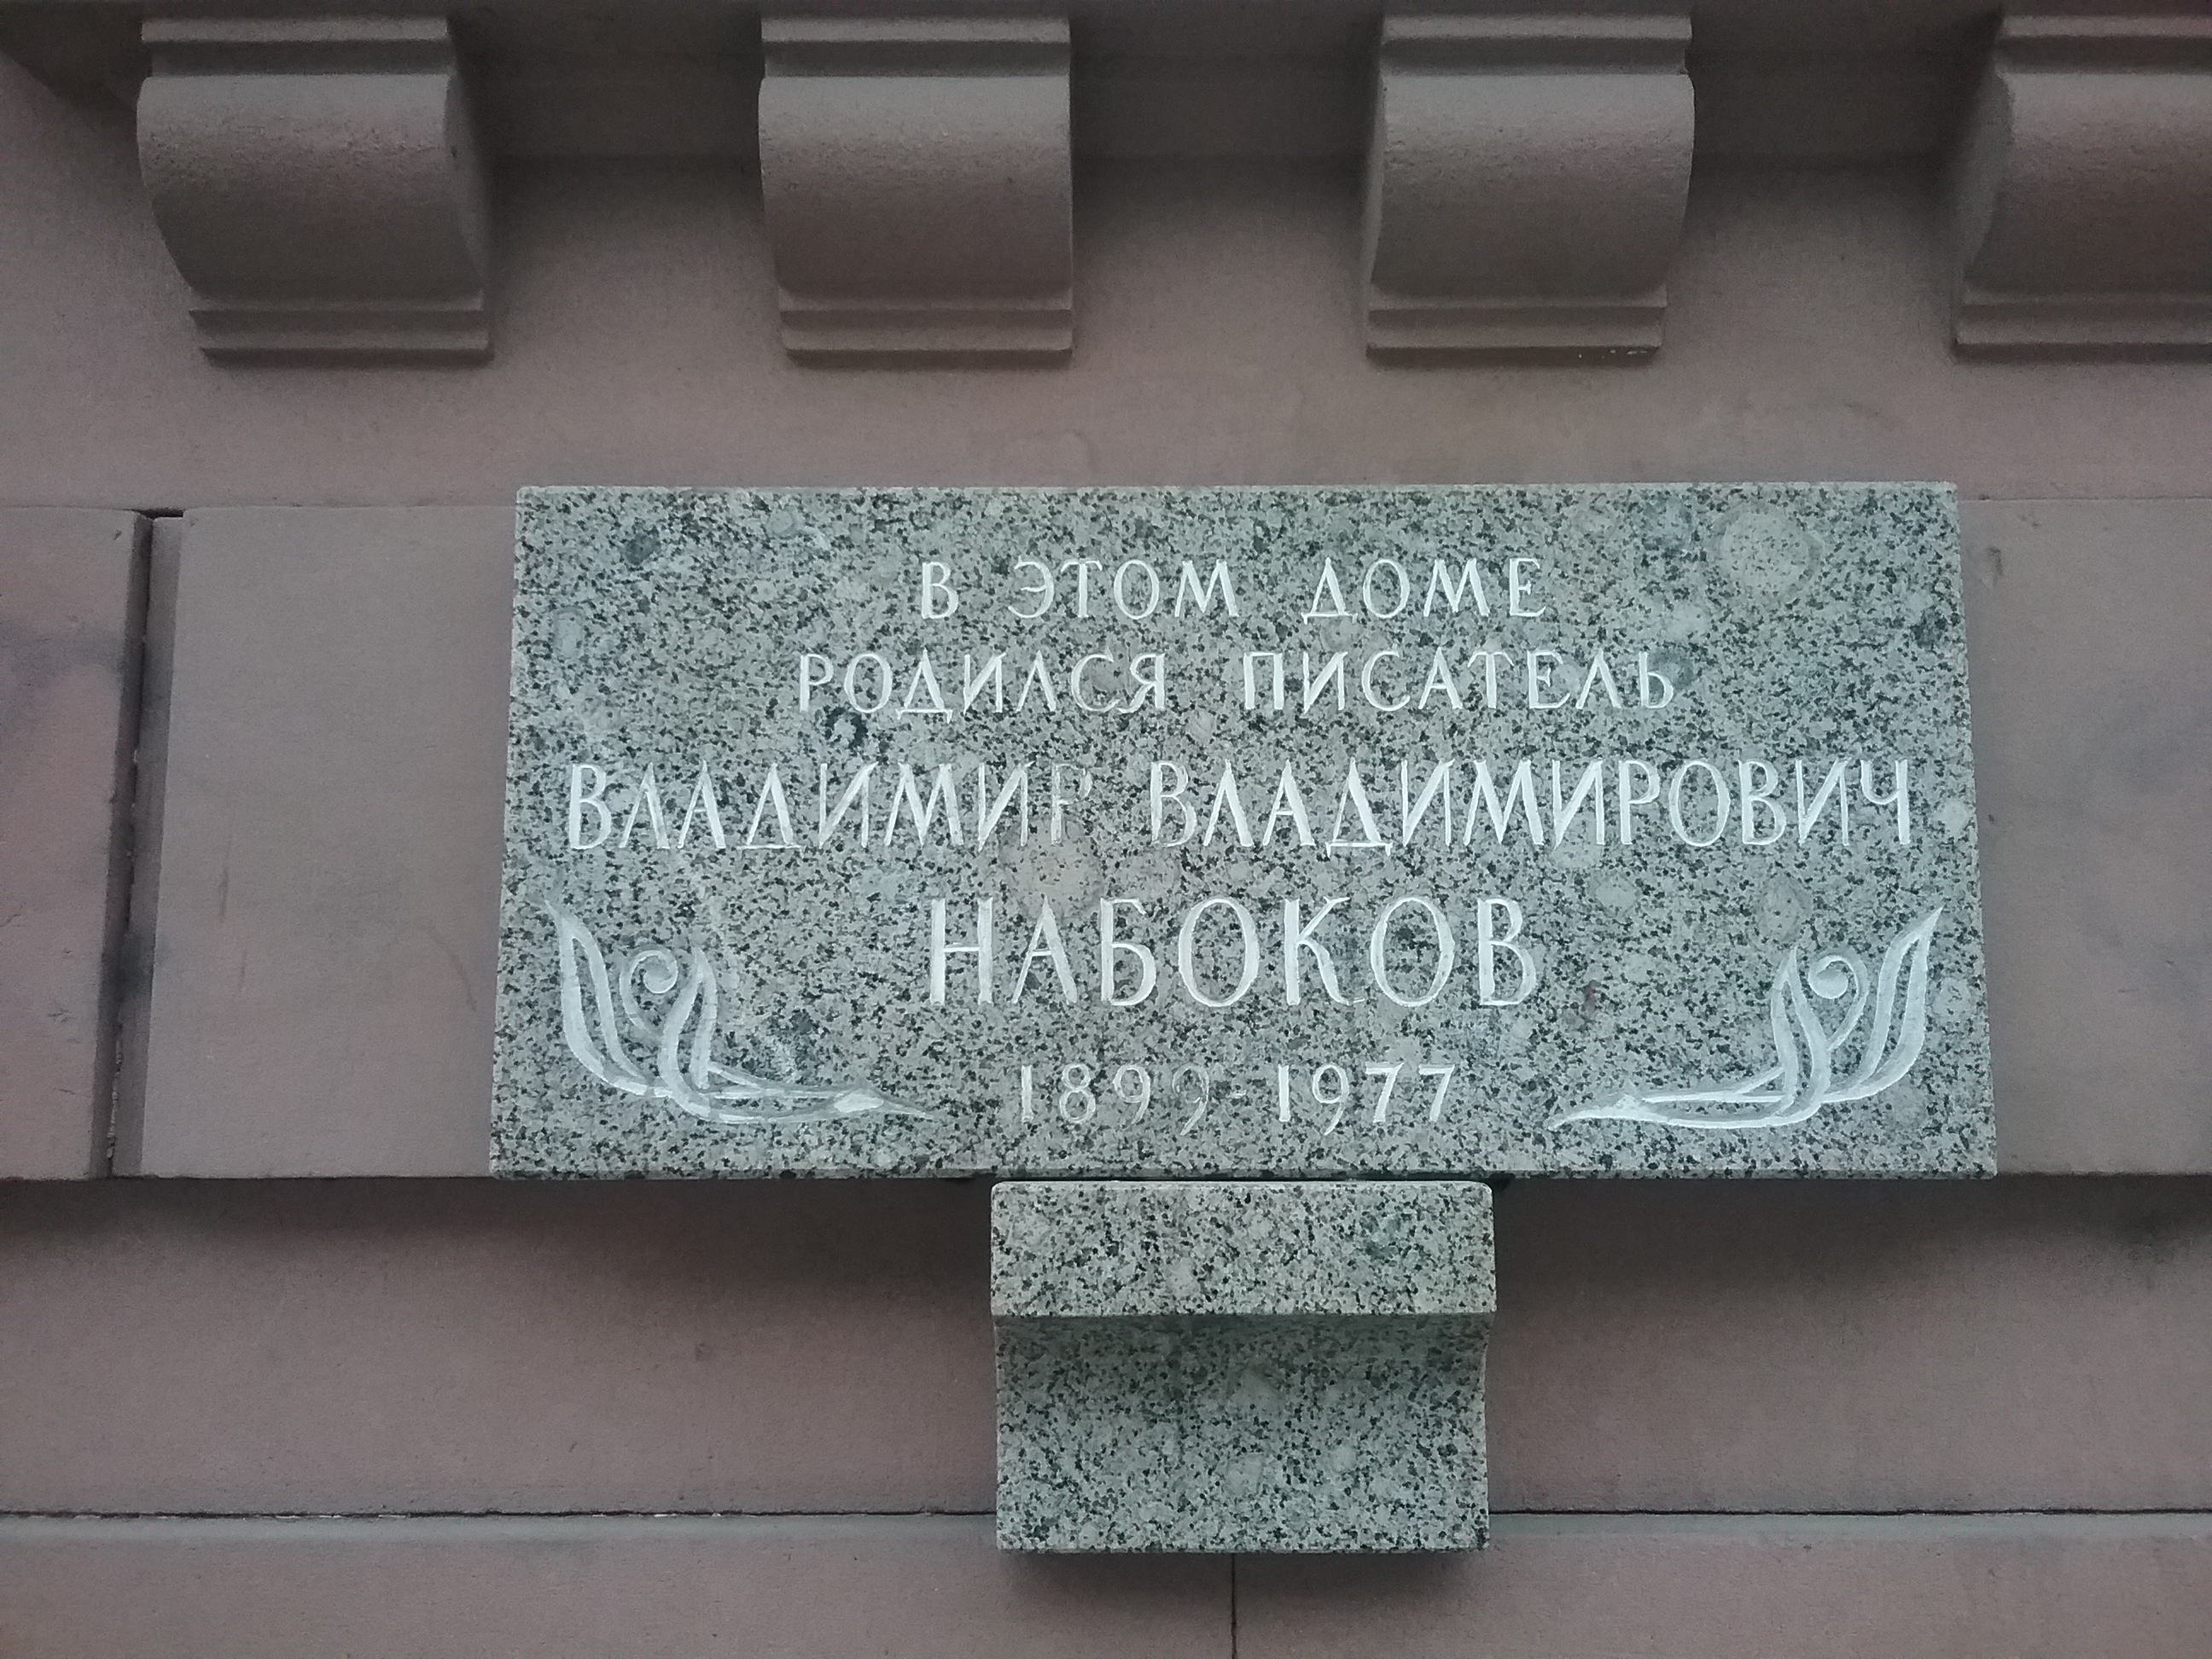 В ЭТОМ ДОМЕ
РОДИЛСЯ ПИСАТЕЛЬ
ВЛАДИМИР ВЛАДИМИРОВИЧ
НАБОКОВ
1899-1977